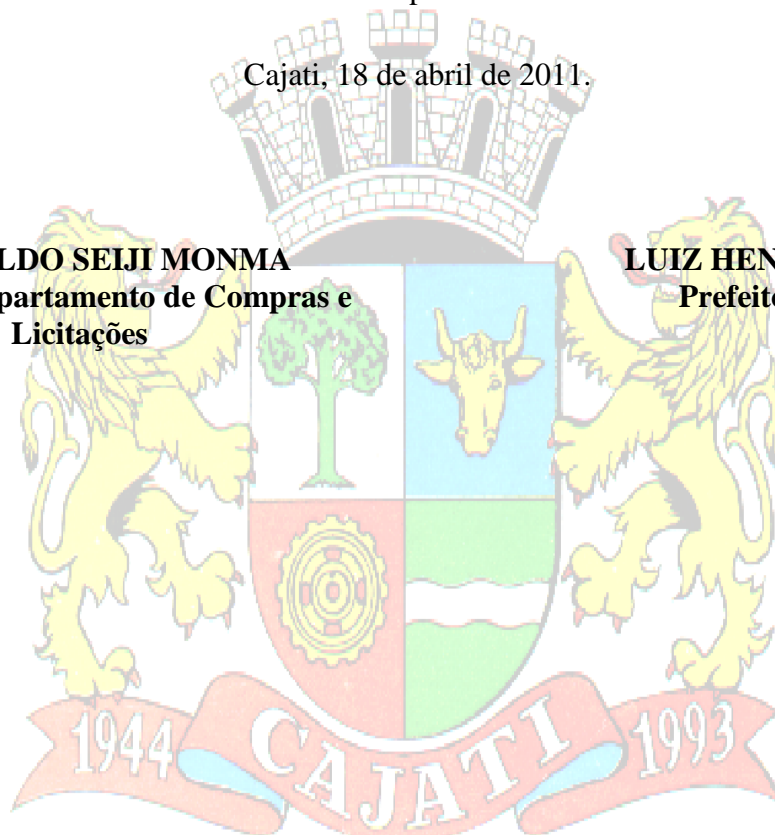 Cajati, 18 de abril de 2011.
LDO SEIJI MONMA
partamento de Compras e
Licitações
LUIZ HEN
Prefeito
1944
CAJATI
1993